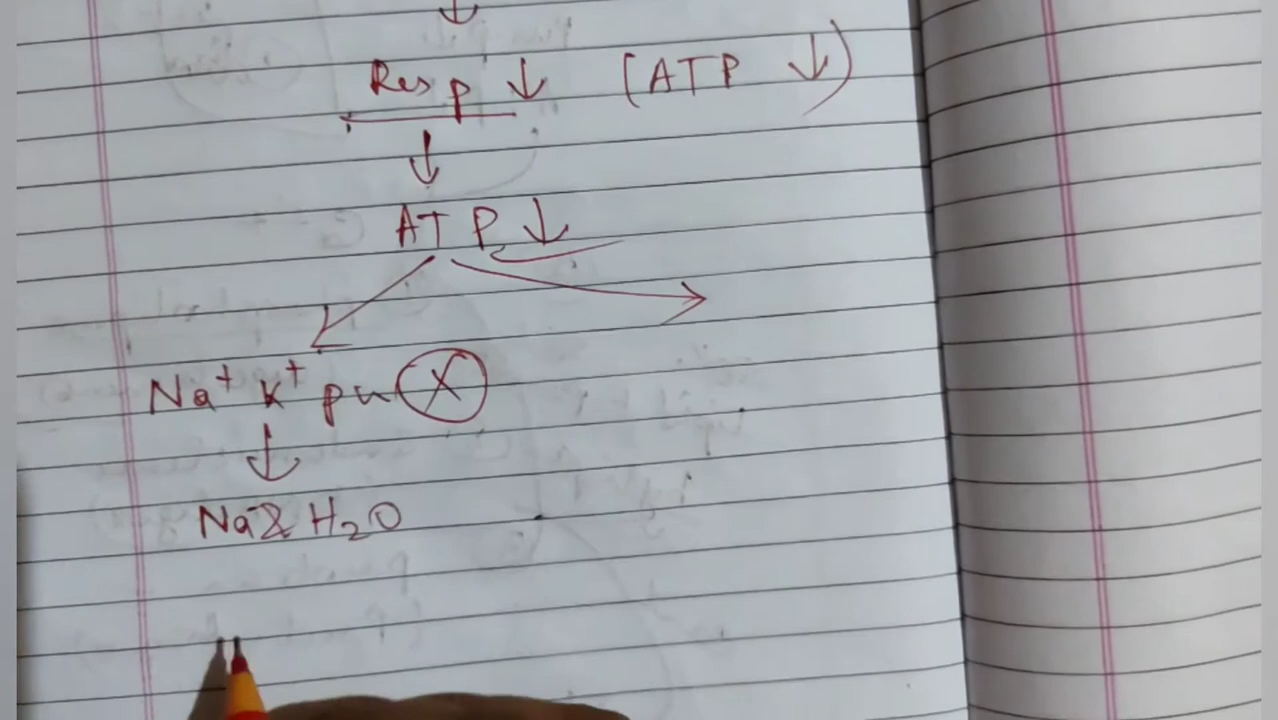 ↓
Resp ↓ (ATP ↓)
↓
ATP ↓
Na⁺ K⁺ pu X
↓
Na & H₂O